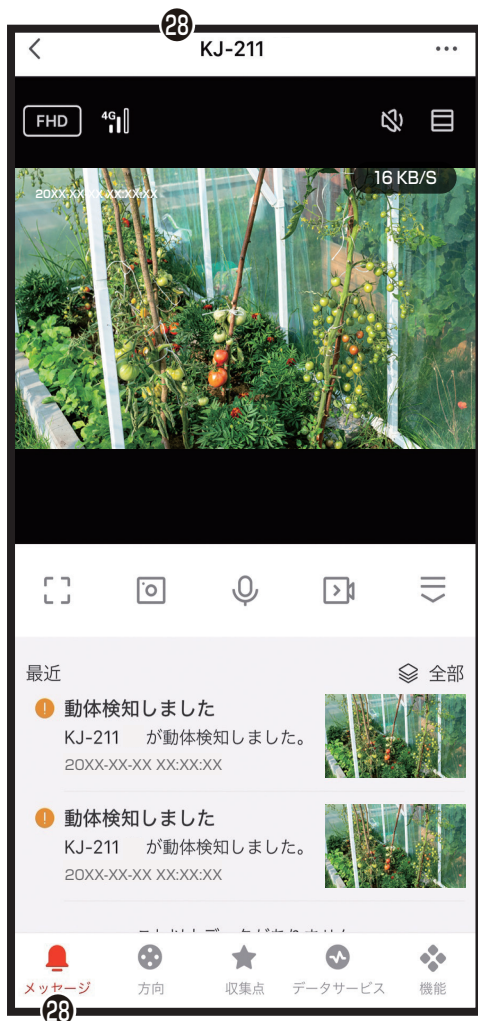 28
KJ-211
FHD
4G
16 KB/S
20XX-XX-XX XX:XX:XX
最近
全部
動体検知しました
KJ-211 が動体検知しました。
20XX-XX-XX XX:XX:XX
動体検知しました
KJ-211 が動体検知しました。
20XX-XX-XX XX:XX:XX
メッセージ
方向
収集点
データサービス
機能
28